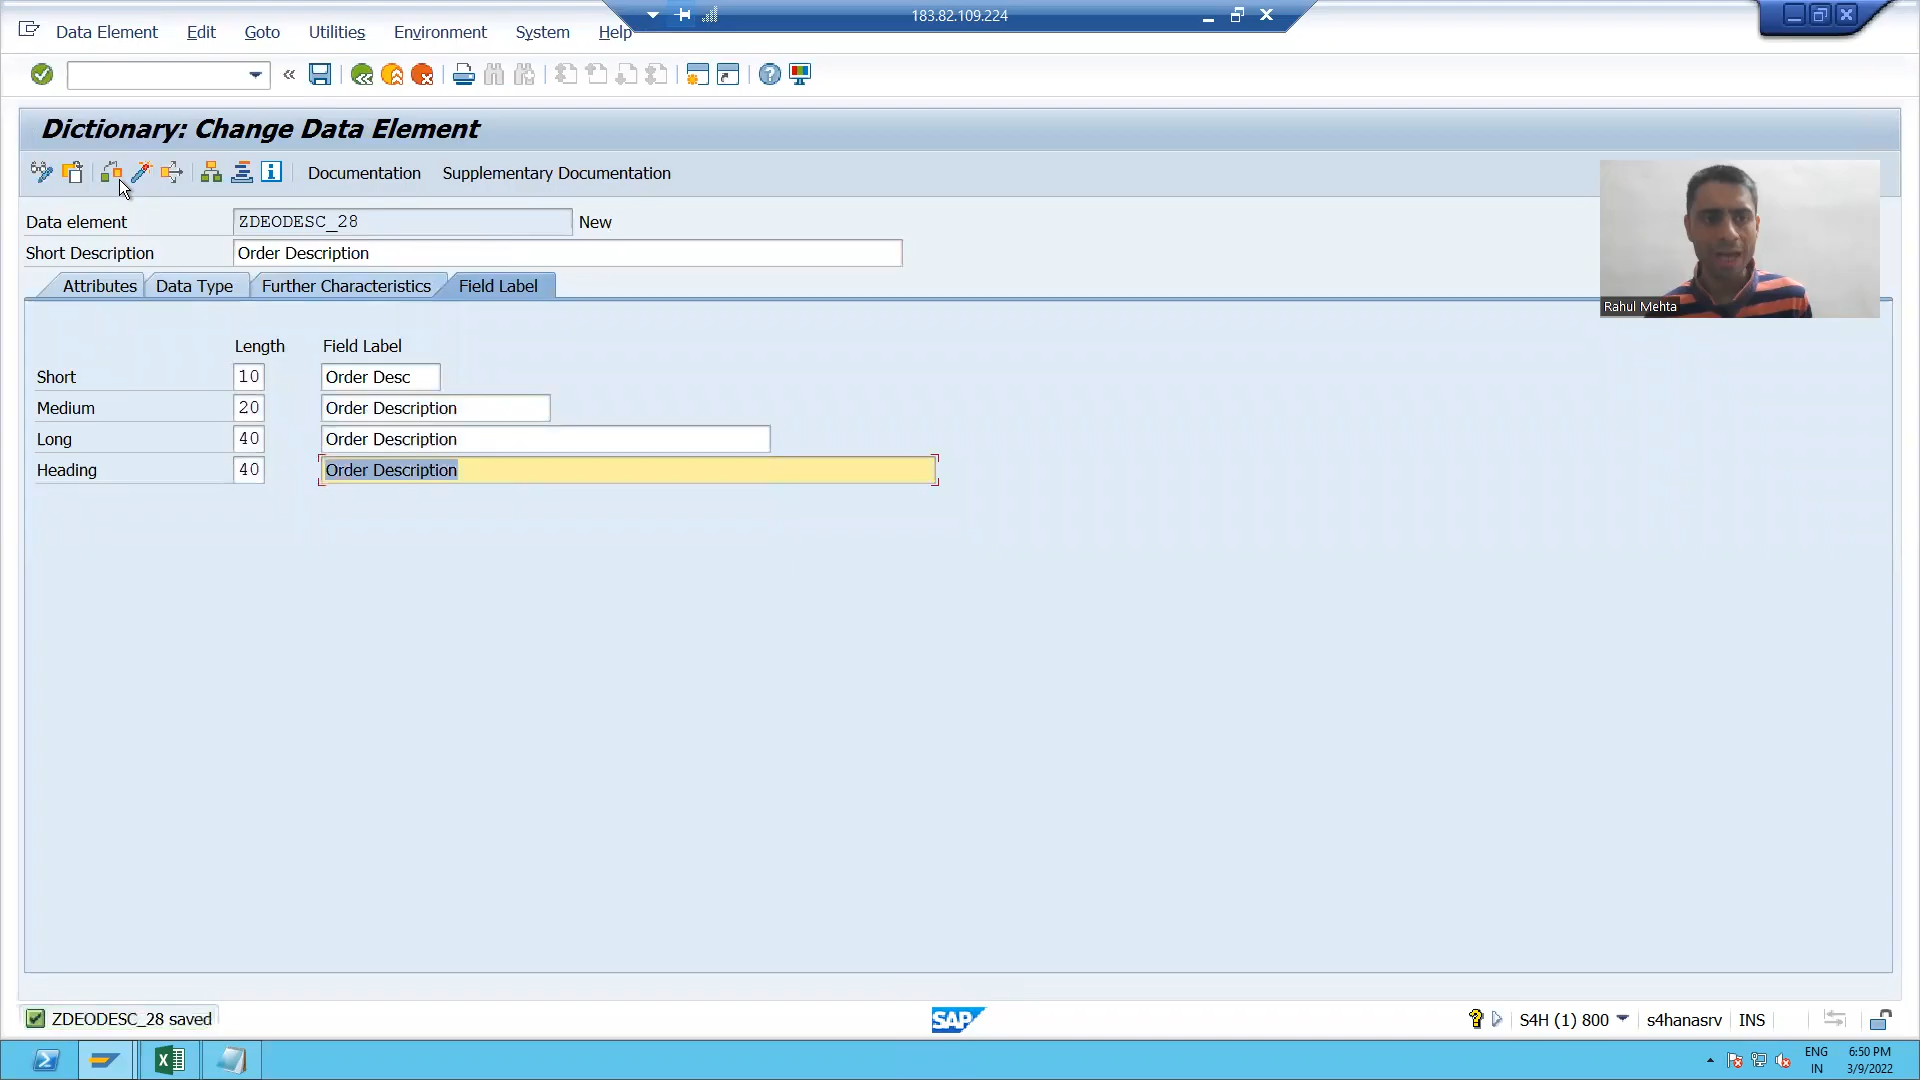 183.82.109.224
Data Element Edit Goto Utilities Environment System Help
Dictionary: Change Data Element
Documentation Supplementary Documentation
Data element ZDEODESC_28 New
Short Description Order Description
Attributes Data Type Further Characteristics Field Label
Rahul Mehta
Length Field Label
Short 10 Order Desc
Medium 20 Order Description
Long 40 Order Description
Heading 40 Order Description
ZDEODESC_28 saved
SAP
S4H (1) 800 s4hanasrv INS
ENG 6:50 PM
IN 3/9/2022